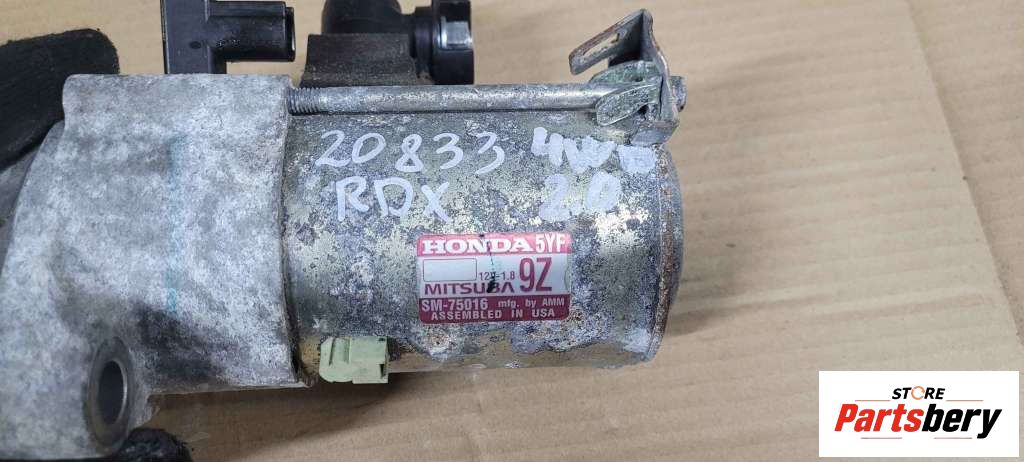 20833 4WD
RDX 2.0
HONDA 5YF
12V-1.8 9Z
MITSUBA
SM-75016 mfg. by AMM
ASSEMBLED IN USA
STORE
Partsbery